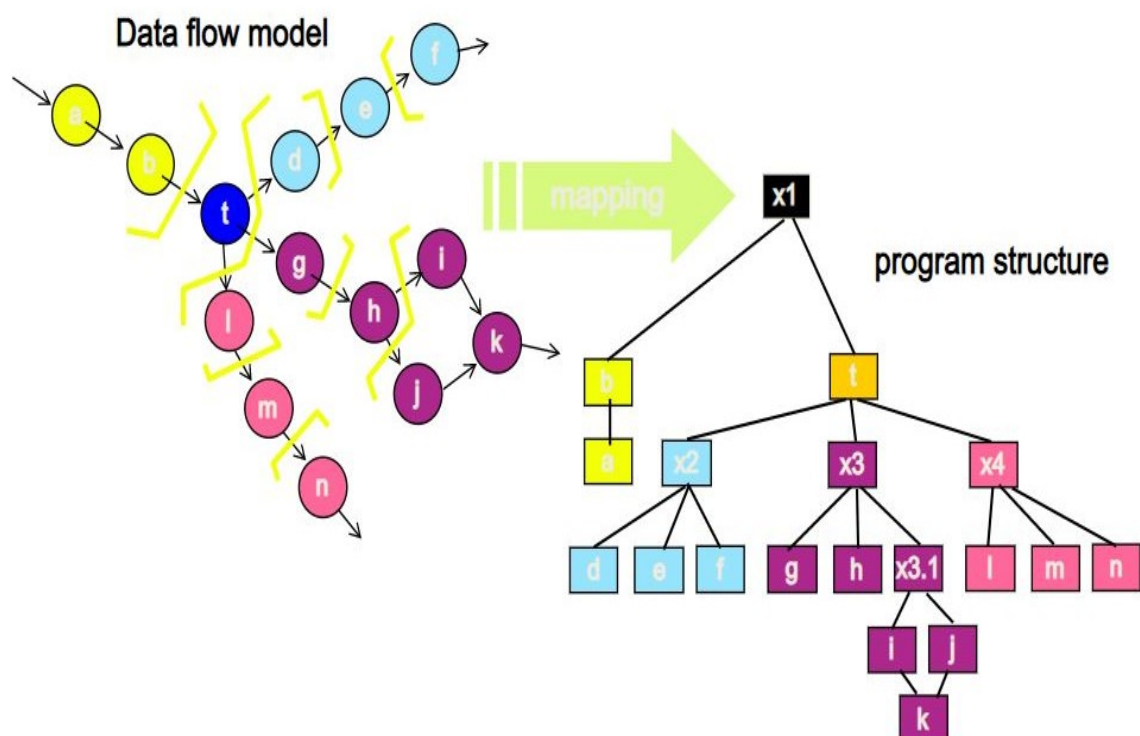 Data flow model
f
e
a
b
d
t
mapping
x1
g
i
program structure
h
l
k
j
b
t
m
a
x2
x3
x4
n
d
e
f
g
h
x3.1
l
m
n
i
j
k